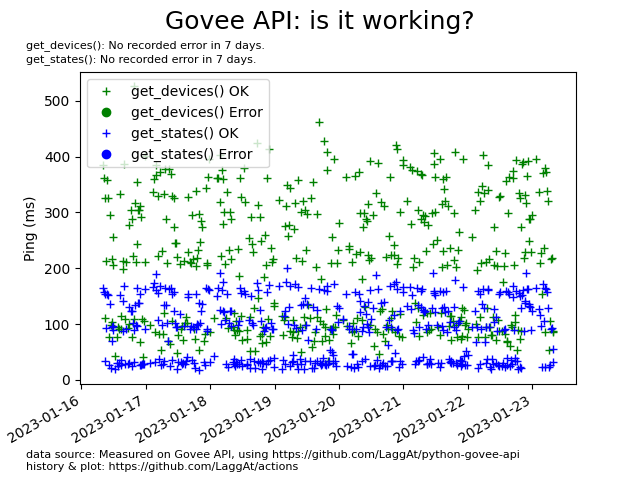 Govee API: is it working?
get_devices(): No recorded error in 7 days.
get_states(): No recorded error in 7 days.
get_devices() OK
get_devices() Error
get_states() OK
get_states() Error
Ping (ms)
500
400
300
200
100
0
2023-01-16
2023-01-17
2023-01-18
2023-01-19
2023-01-20
2023-01-21
2023-01-22
2023-01-23
data source: Measured on Govee API, using https://github.com/LaggAt/python-govee-api
history & plot: https://github.com/LaggAt/actions